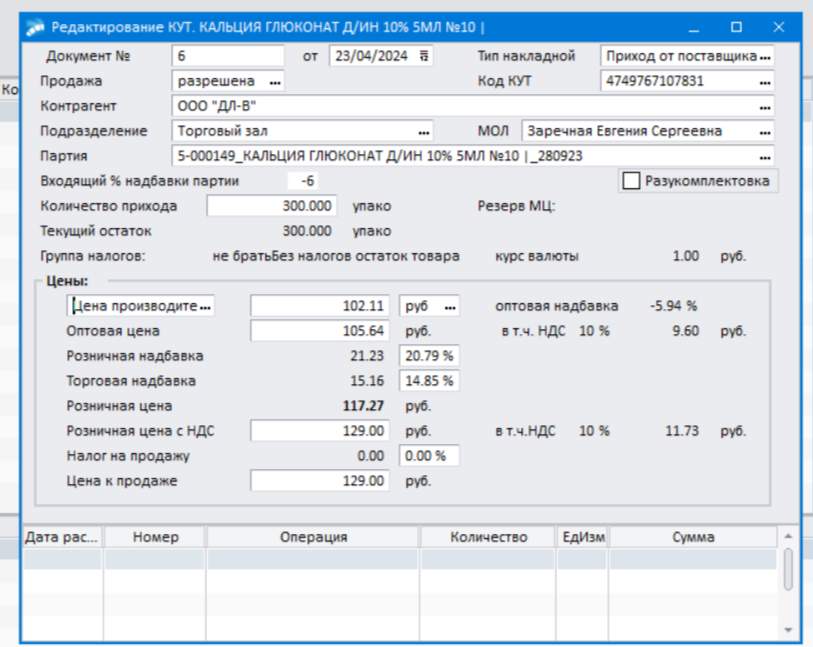 Редактирование КУТ. КАЛЬЦИЯ ГЛЮКОНАТ Д/ИН 10% 5МЛ №10 |
Документ № 6 от 23/04/2024 Тип накладной Приход от поставщика...
Ко
Продажа разрешена ... Код КУТ 4749767107831 ...
Контрагент ООО "ДЛ-В" ...
Подразделение Торговый зал ... МОЛ Заречная Евгения Сергеевна ...
Партия 5-000149_КАЛЬЦИЯ ГЛЮКОНАТ Д/ИН 10% 5МЛ №10 |_280923 ...
Входящий % надбавки партии -6 Разукомплектовка
Количество прихода 300.000 упако Резерв МЦ:
Текущий остаток 300.000 упако
Группа налогов: не братьБез налогов остаток товара курс валюты 1.00 руб.
Цены:
Цена производите... 102.11 руб ... оптовая надбавка -5.94 %
Оптовая цена 105.64 руб. в т.ч. НДС 10 % 9.60 руб.
Розничная надбавка 21.23 20.79 %
Торговая надбавка 15.16 14.85 %
Розничная цена 117.27 руб.
Розничная цена с НДС 129.00 руб. в т.ч.НДС 10 % 11.73 руб.
Налог на продажу 0.00 0.00 %
Цена к продаже 129.00 руб.
Дата рас... Номер Операция Количество ЕдИзм Сумма